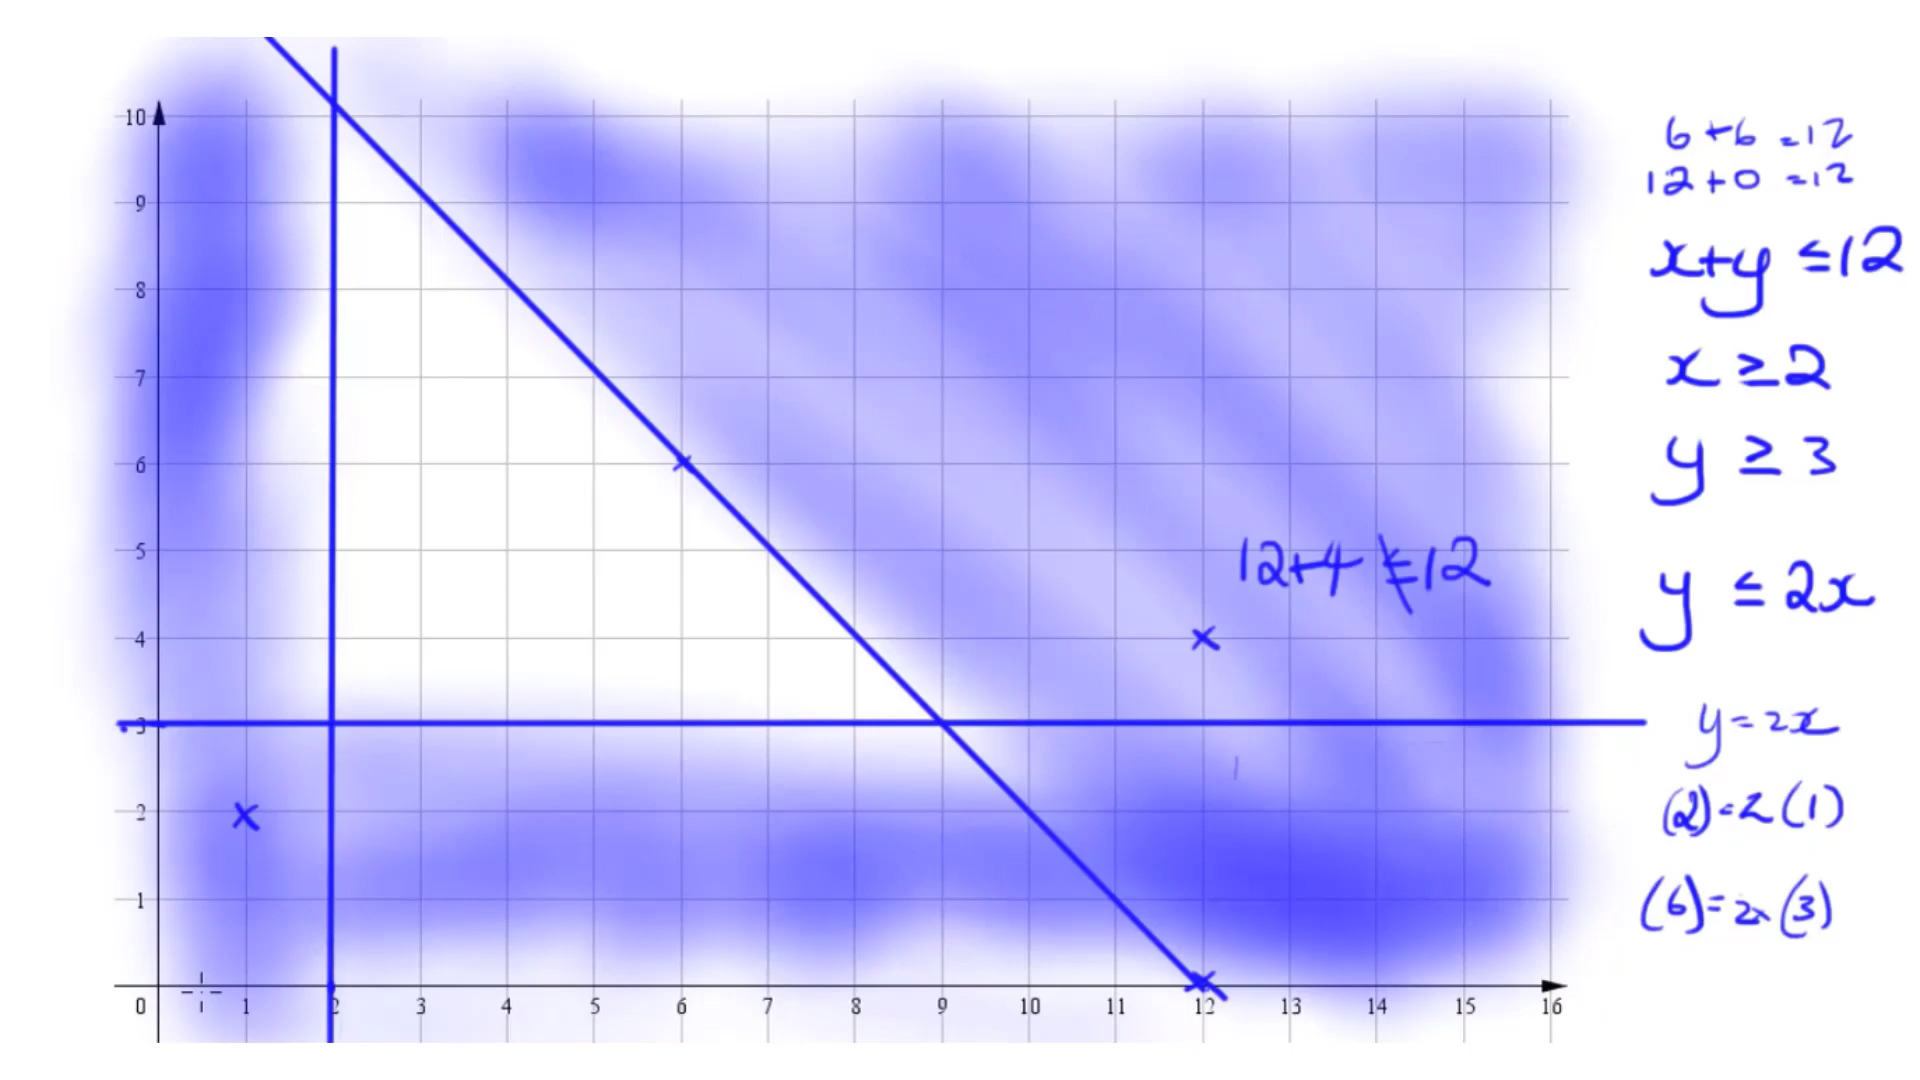 6+6=12
12+0=12
x+y≤12
x≥2
y≥3
12+4≰12
y≤2x
y=2x
(2)=2(1)
(6)=2x(3)
10
9
8
7
6
5
4
3
2
1
0 1 2 3 4 5 6 7 8 9 10 11 12 13 14 15 16